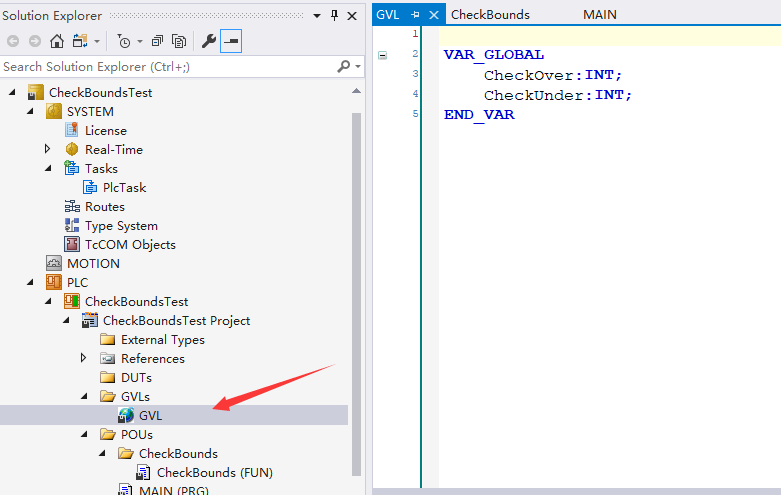 Solution Explorer
Search Solution Explorer (Ctrl+;)
CheckBoundsTest
SYSTEM
License
Real-Time
Tasks
PlcTask
Routes
Type System
TcCOM Objects
MOTION
PLC
CheckBoundsTest
CheckBoundsTest Project
External Types
References
DUTs
GVLs
GVL
POUs
CheckBounds
CheckBounds (FUN)
MAIN (PRG)
GVL CheckBounds MAIN
1
2 VAR_GLOBAL
3 CheckOver:INT;
4 CheckUnder:INT;
5 END_VAR